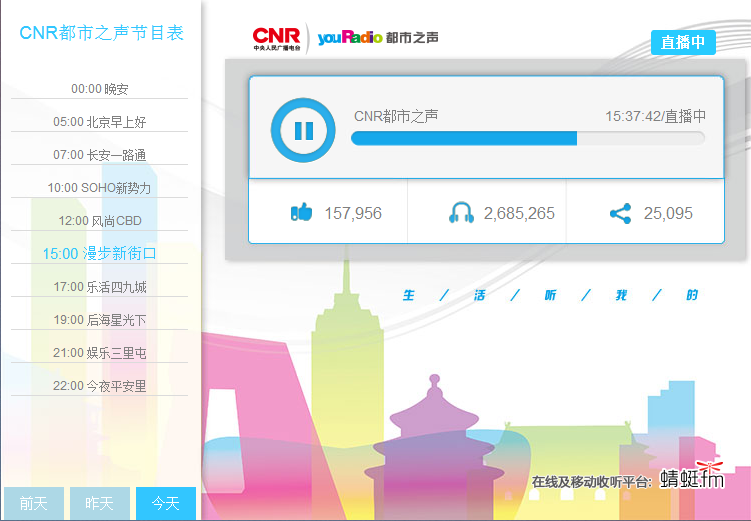 CNR都市之声节目表
00:00 晚安
05:00 北京早上好
07:00 长安一路通
10:00 SOHO新势力
12:00 风尚CBD
15:00 漫步新街口
17:00 乐活四九城
19:00 后海星光下
21:00 娱乐三里屯
22:00 今夜平安里
前天 昨天 今天
CNR youRadio 都市之声
中央人民广播电台
直播中
CNR都市之声 15:37:42/直播中
157,956 2,685,265 25,095
生 / 活 / 听 / 我 / 的
在线及移动收听平台: 蜻蜓.fm